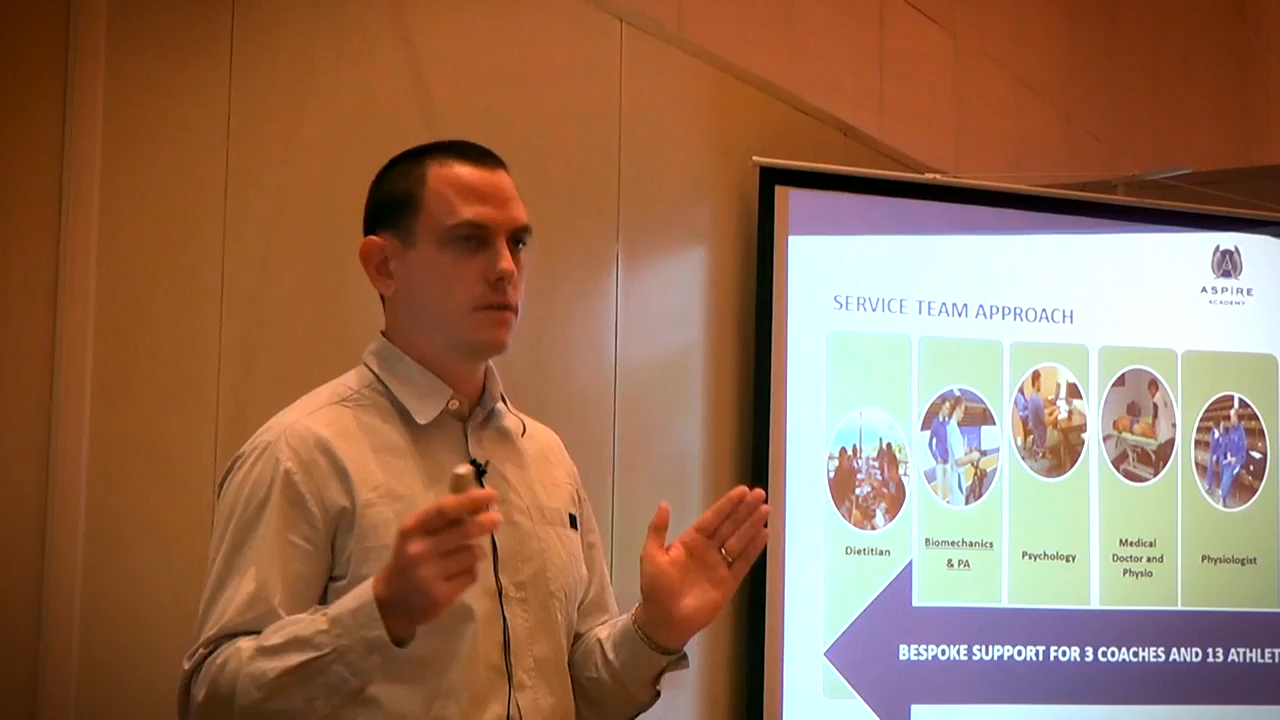 ASPIRE
ACADEMY
SERVICE TEAM APPROACH
Dietitian
Biomechanics
& PA
Psychology
Medical
Doctor and
Physio
Physiologist
BESPOKE SUPPORT FOR 3 COACHES AND 13 ATHLET